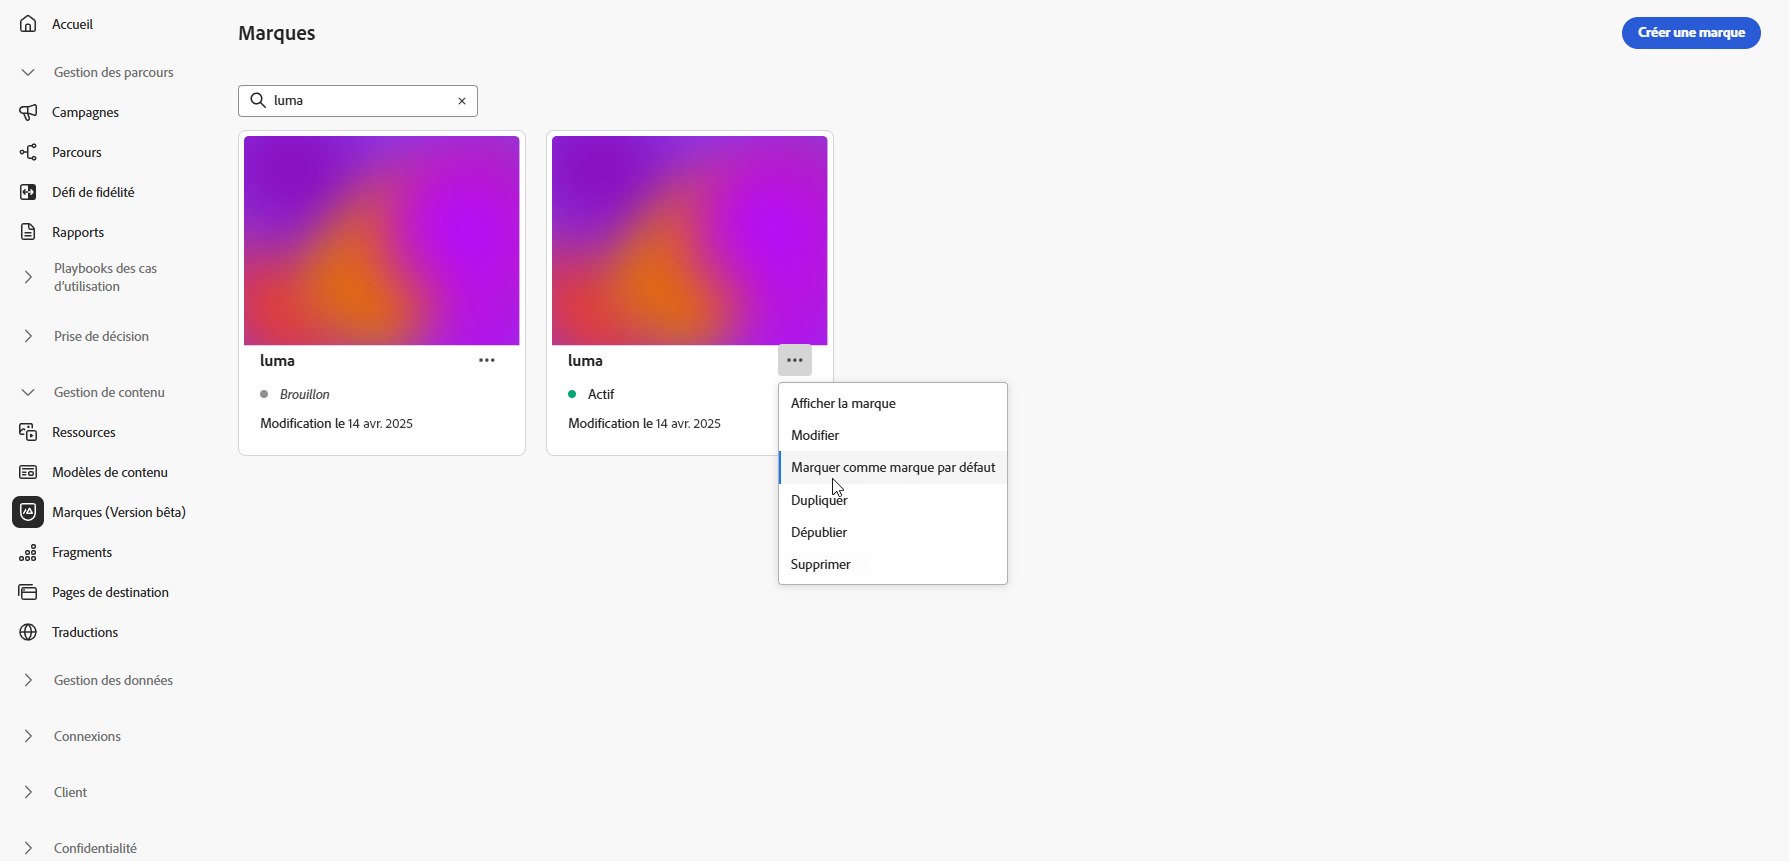 Accueil
Gestion des parcours
Campagnes
Parcours
Défi de fidélité
Rapports
Playbooks des cas
d'utilisation
Prise de décision
Gestion de contenu
Ressources
Modèles de contenu
Marques (Version bêta)
Fragments
Pages de destination
Traductions
Gestion des données
Connexions
Client
Confidentialité
Marques
Créer une marque
luma
luma
Brouillon
Modification le 14 avr. 2025
luma
Actif
Modification le 14 avr. 2025
Afficher la marque
Modifier
Marquer comme marque par défaut
Dupliquer
Dépublier
Supprimer